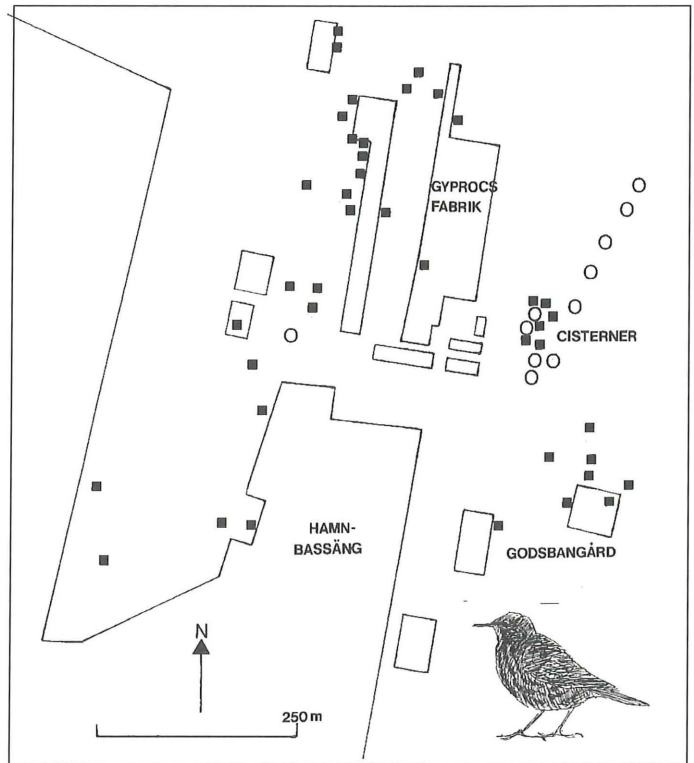 GYPROCS
FABRIK
CISTERNER
HAMN-
BASSÄNG
GODSBANGÅRD
N
250 m